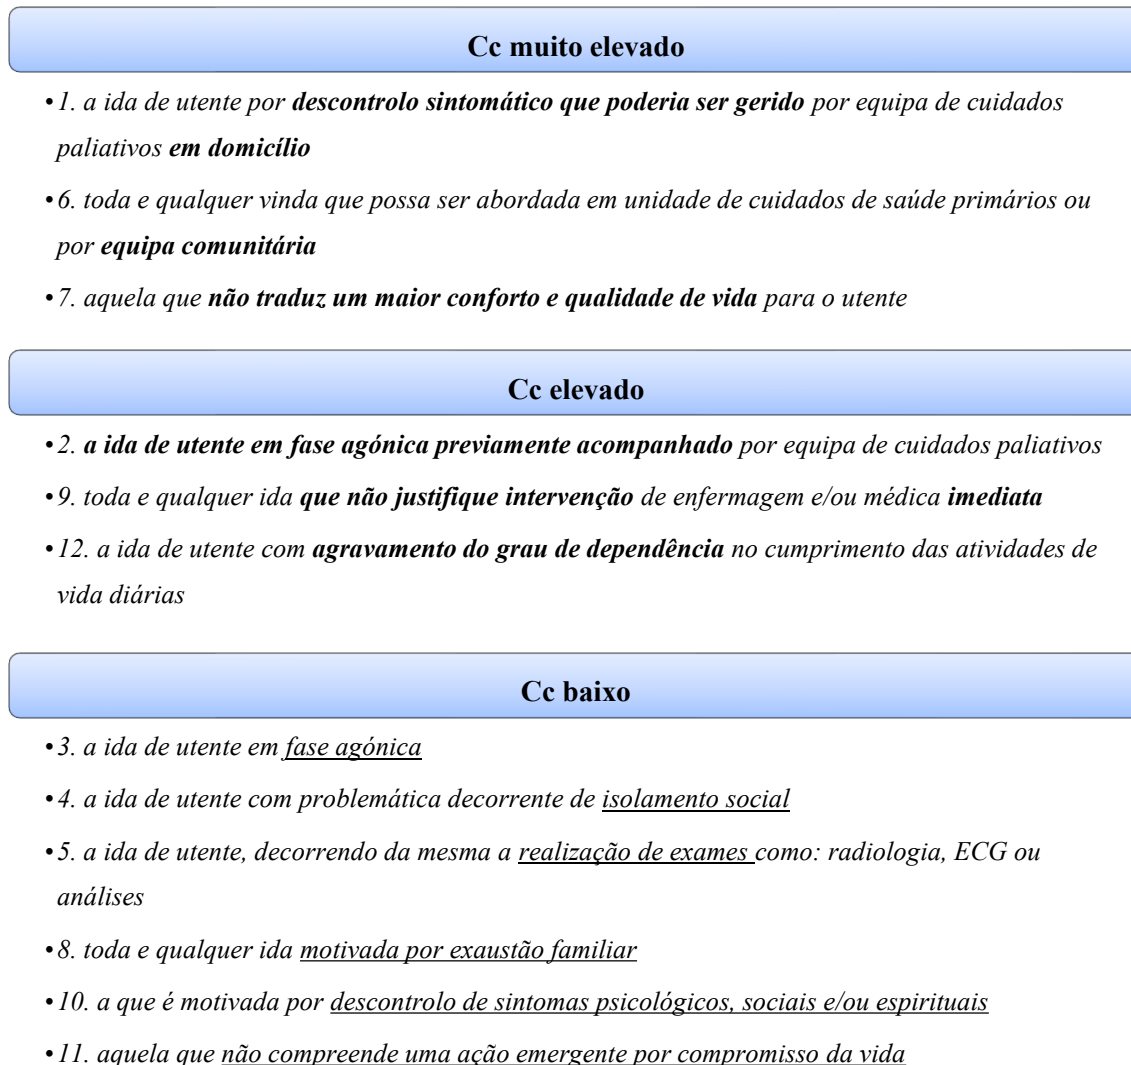 Cc muito elevado
•1. a ida de utente por descontrolo sintomático que poderia ser gerido por equipa de cuidados
paliativos em domicílio
•6. toda e qualquer vinda que possa ser abordada em unidade de cuidados de saúde primários ou
por equipa comunitária
•7. aquela que não traduz um maior conforto e qualidade de vida para o utente
Cc elevado
•2. a ida de utente em fase agónica previamente acompanhado por equipa de cuidados paliativos
•9. toda e qualquer ida que não justifique intervenção de enfermagem e/ou médica imediata
•12. a ida de utente com agravamento do grau de dependência no cumprimento das atividades de
vida diárias
Cc baixo
•3. a ida de utente em fase agónica
•4. a ida de utente com problemática decorrente de isolamento social
•5. a ida de utente, decorrendo da mesma a realização de exames como: radiologia, ECG ou
análises
•8. toda e qualquer ida motivada por exaustão familiar
•10. a que é motivada por descontrolo de sintomas psicológicos, sociais e/ou espirituais
•11. aquela que não compreende uma ação emergente por compromisso da vida